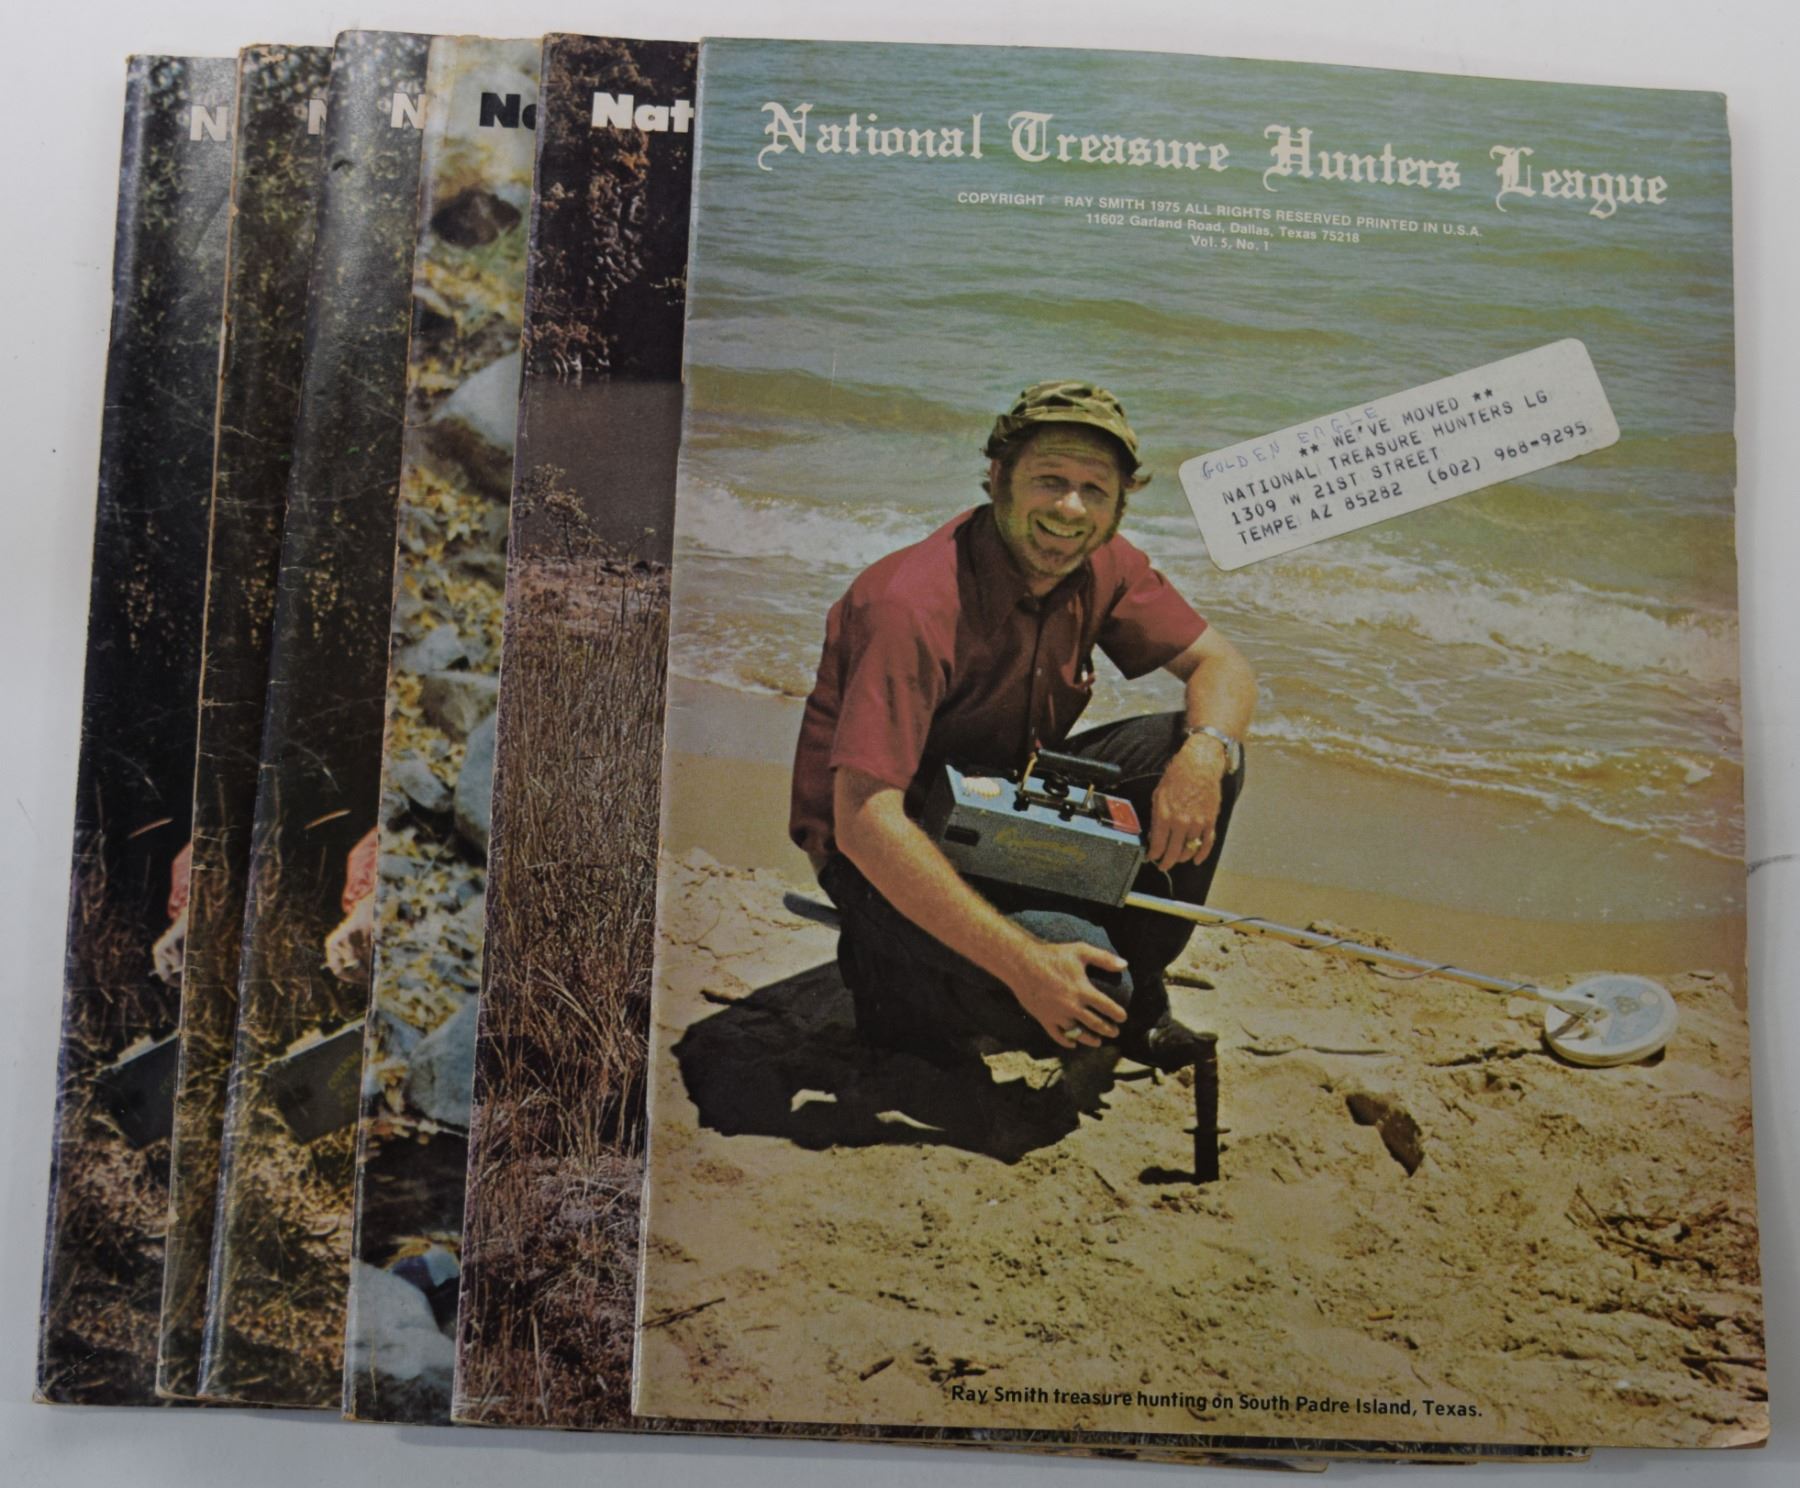 N
N
N
Na
Nat
National Treasure Hunters League
COPYRIGHT RAY SMITH 1975 ALL RIGHTS RESERVED PRINTED IN U.S.A.
11602 Garland Road, Dallas, Texas 75218
Vol. 5, No. 1
GOLDEN EAGLE
** WE'VE MOVED **
NATIONAL TREASURE HUNTERS LG
1309 W 21ST STREET
TEMPE AZ 85282 (602) 968-9295
Ray Smith treasure hunting on South Padre Island, Texas.